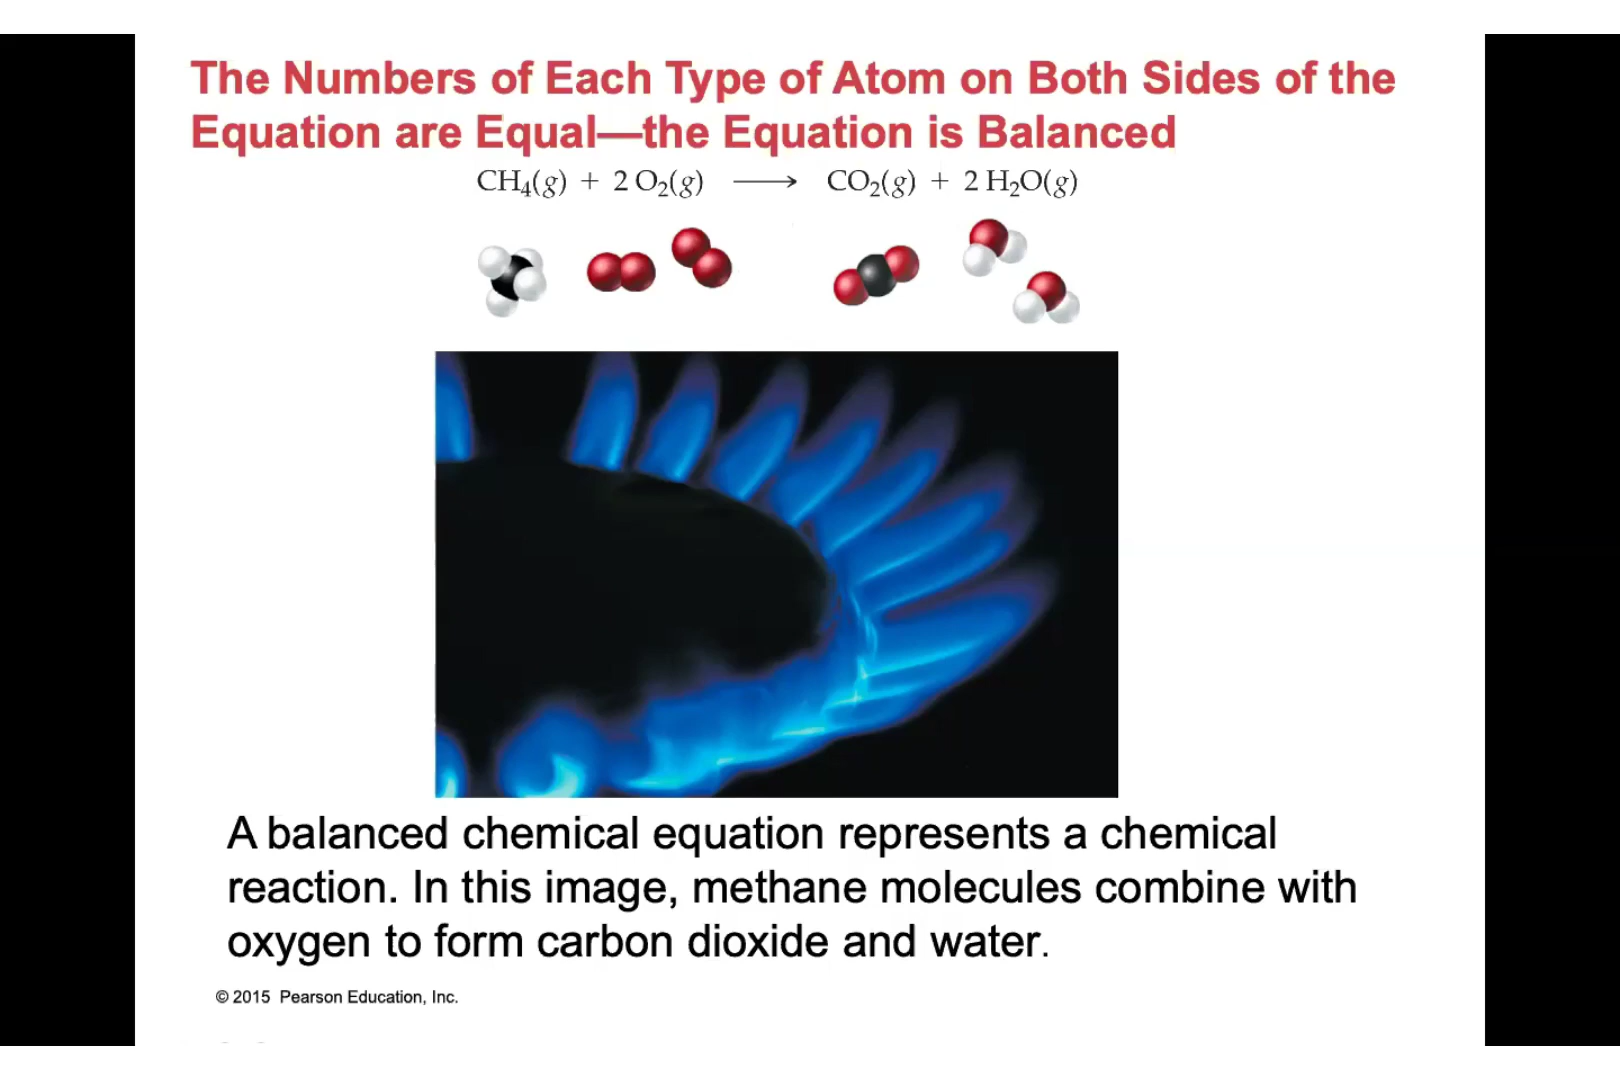 The Numbers of Each Type of Atom on Both Sides of the
Equation are Equal—the Equation is Balanced
CH₄(g) + 2 O₂(g) ⟶ CO₂(g) + 2 H₂O(g)
A balanced chemical equation represents a chemical
reaction. In this image, methane molecules combine with
oxygen to form carbon dioxide and water.
© 2015 Pearson Education, Inc.